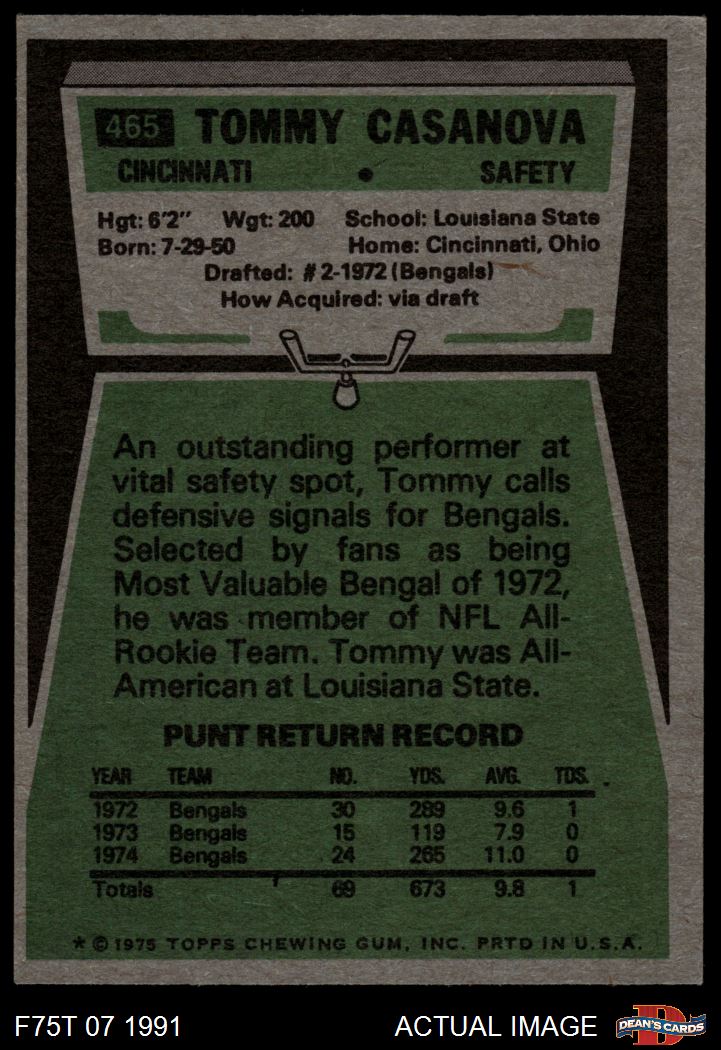 465 TOMMY CASANOVA
CINCINNATI • SAFETY
Hgt: 6'2" Wgt: 200 School: Louisiana State
Born: 7-29-50 Home: Cincinnati, Ohio
Drafted: #2-1972 (Bengals)
How Acquired: via draft
An outstanding performer at
vital safety spot, Tommy calls
defensive signals for Bengals.
Selected by fans as being
Most Valuable Bengal of 1972,
he was member of NFL All-
Rookie Team. Tommy was All-
American at Louisiana State.
PUNT RETURN RECORD
YEAR TEAM NO. YDS. AVG. TDS.
1972 Bengals 30 289 9.6 1
1973 Bengals 15 119 7.9 0
1974 Bengals 24 265 11.0 0
Totals 69 673 9.8 1
* © 1975 TOPPS CHEWING GUM, INC. PRTD IN U.S.A.
F75T 07 1991 ACTUAL IMAGE D DEAN'S CARDS